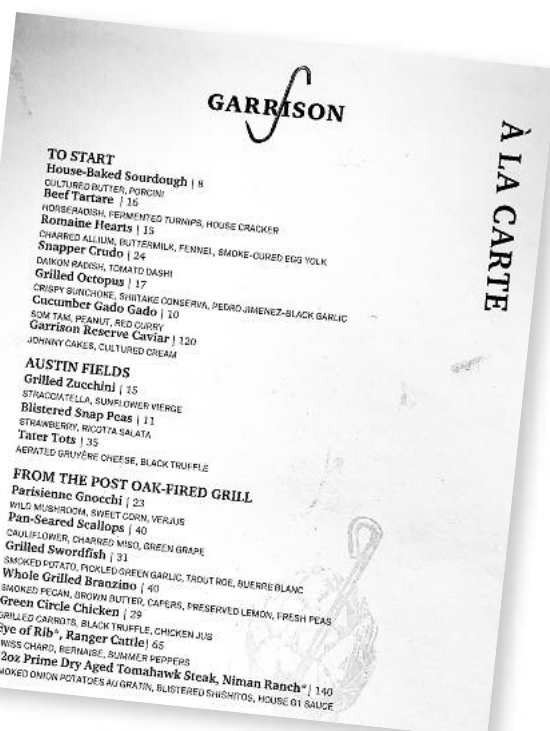 GARRISON
À LA CARTE
TO START
House-Baked Sourdough | 8
CULTURED BUTTER, PORCINI
Beef Tartare | 16
HORSERADISH, FERMENTED TURNIPS, HOUSE CRACKER
Romaine Hearts | 15
CHARRED ALLIUM, BUTTERMILK, FENNEL, SMOKE-CURED EGG YOLK
Snapper Crudo | 24
DAIKON RADISH, TOMATO DASHI
Grilled Octopus | 17
CRISPY SUNCHOKE, SHIITAKE CONSERVA, PEDRO JIMENEZ-BLACK GARLIC
Cucumber Gado Gado | 10
SOM TAM, PEANUT, RED CURRY
Garrison Reserve Caviar | 120
JOHNNY CAKES, CULTURED CREAM
AUSTIN FIELDS
Grilled Zucchini | 15
STRACCIATELLA, SUNFLOWER VIERGE
Blistered Snap Peas | 11
STRAWBERRY, RICOTTA SALATA
Tater Tots | 35
AERATED GRUYÈRE CHEESE, BLACK TRUFFLE
FROM THE POST OAK-FIRED GRILL
Parisienne Gnocchi | 23
WILD MUSHROOM, SWEET CORN, VERJUS
Pan-Seared Scallops | 40
CAULIFLOWER, CHARRED MISO, GREEN GRAPE
Grilled Swordfish | 31
SMOKED POTATO, PICKLED GREEN GARLIC, TROUT ROE, BUERRE BLANC
Whole Grilled Branzino | 40
SMOKED PECAN, BROWN BUTTER, CAPERS, PRESERVED LEMON, FRESH PEAS
Green Circle Chicken | 29
GRILLED CARROTS, BLACK TRUFFLE, CHICKEN JUS
Eye of Rib*, Ranger Cattle| 65
SWISS CHARD, BERNAISE, SUMMER PEPPERS
2oz Prime Dry Aged Tomahawk Steak, Niman Ranch*| 140
SMOKED ONION POTATOES AU GRATIN, BLISTERED SHISHITOS, HOUSE G1 SAUCE